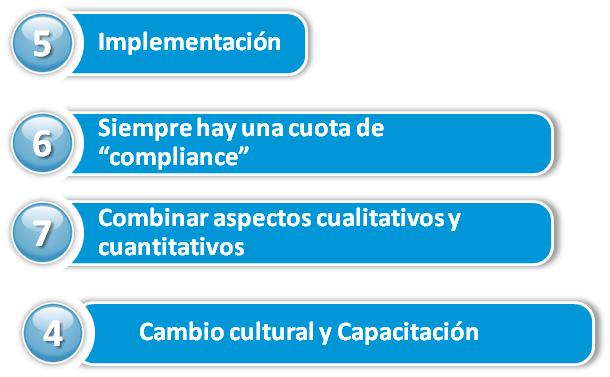 5 Implementación
6 Siempre hay una cuota de
“compliance”
7 Combinar aspectos cualitativos y
cuantitativos
4 Cambio cultural y Capacitación